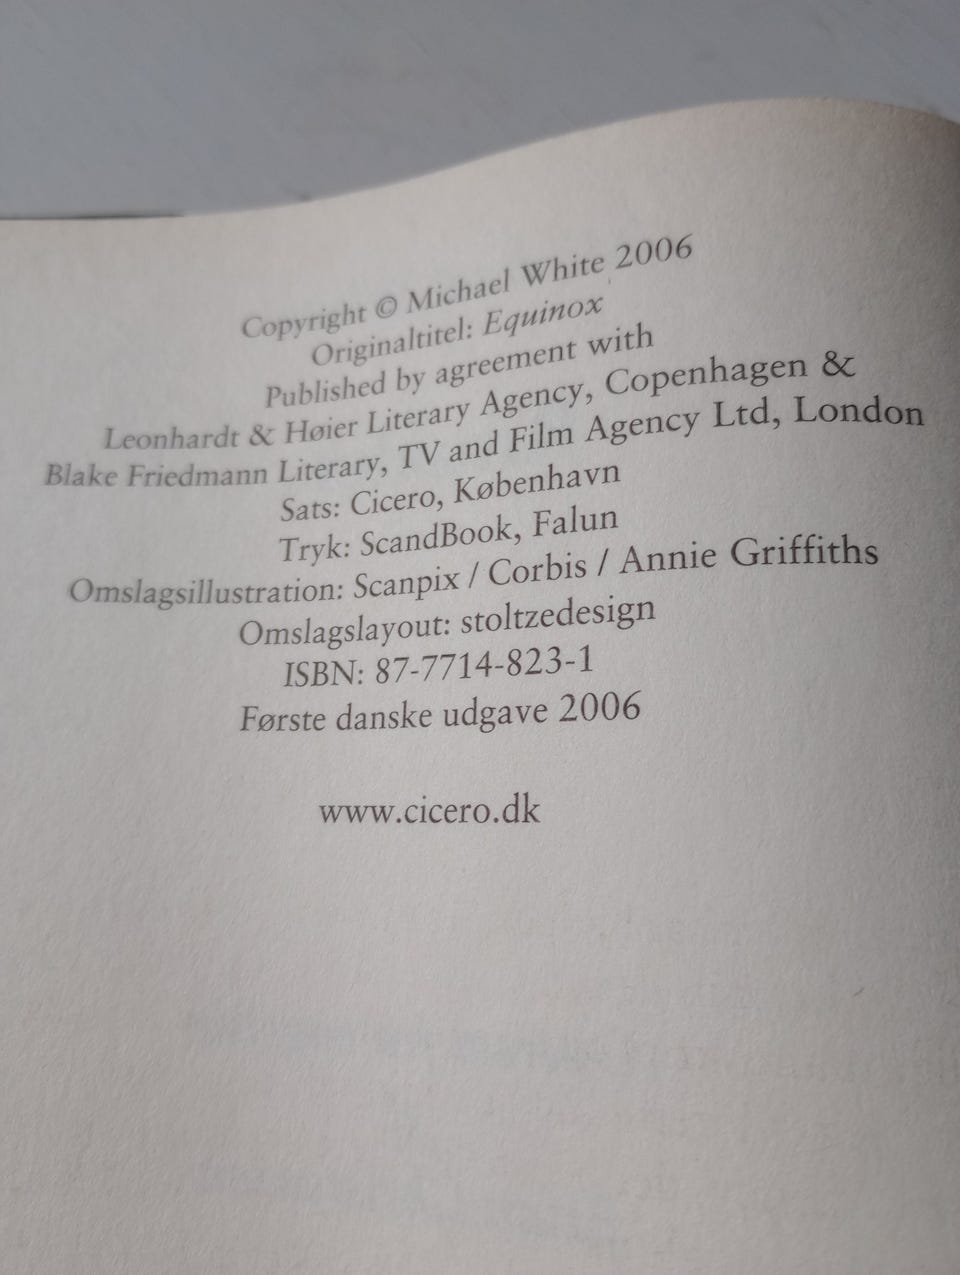 Copyright © Michael White 2006
Originaltitel: Equinox
Published by agreement with
Leonhardt & Høier Literary Agency, Copenhagen &
Blake Friedmann Literary, TV and Film Agency Ltd, London
Sats: Cicero, København
Tryk: ScandBook, Falun
Omslagsillustration: Scanpix / Corbis / Annie Griffiths
Omslagslayout: stoltzedesign
ISBN: 87-7714-823-1
Første danske udgave 2006
www.cicero.dk